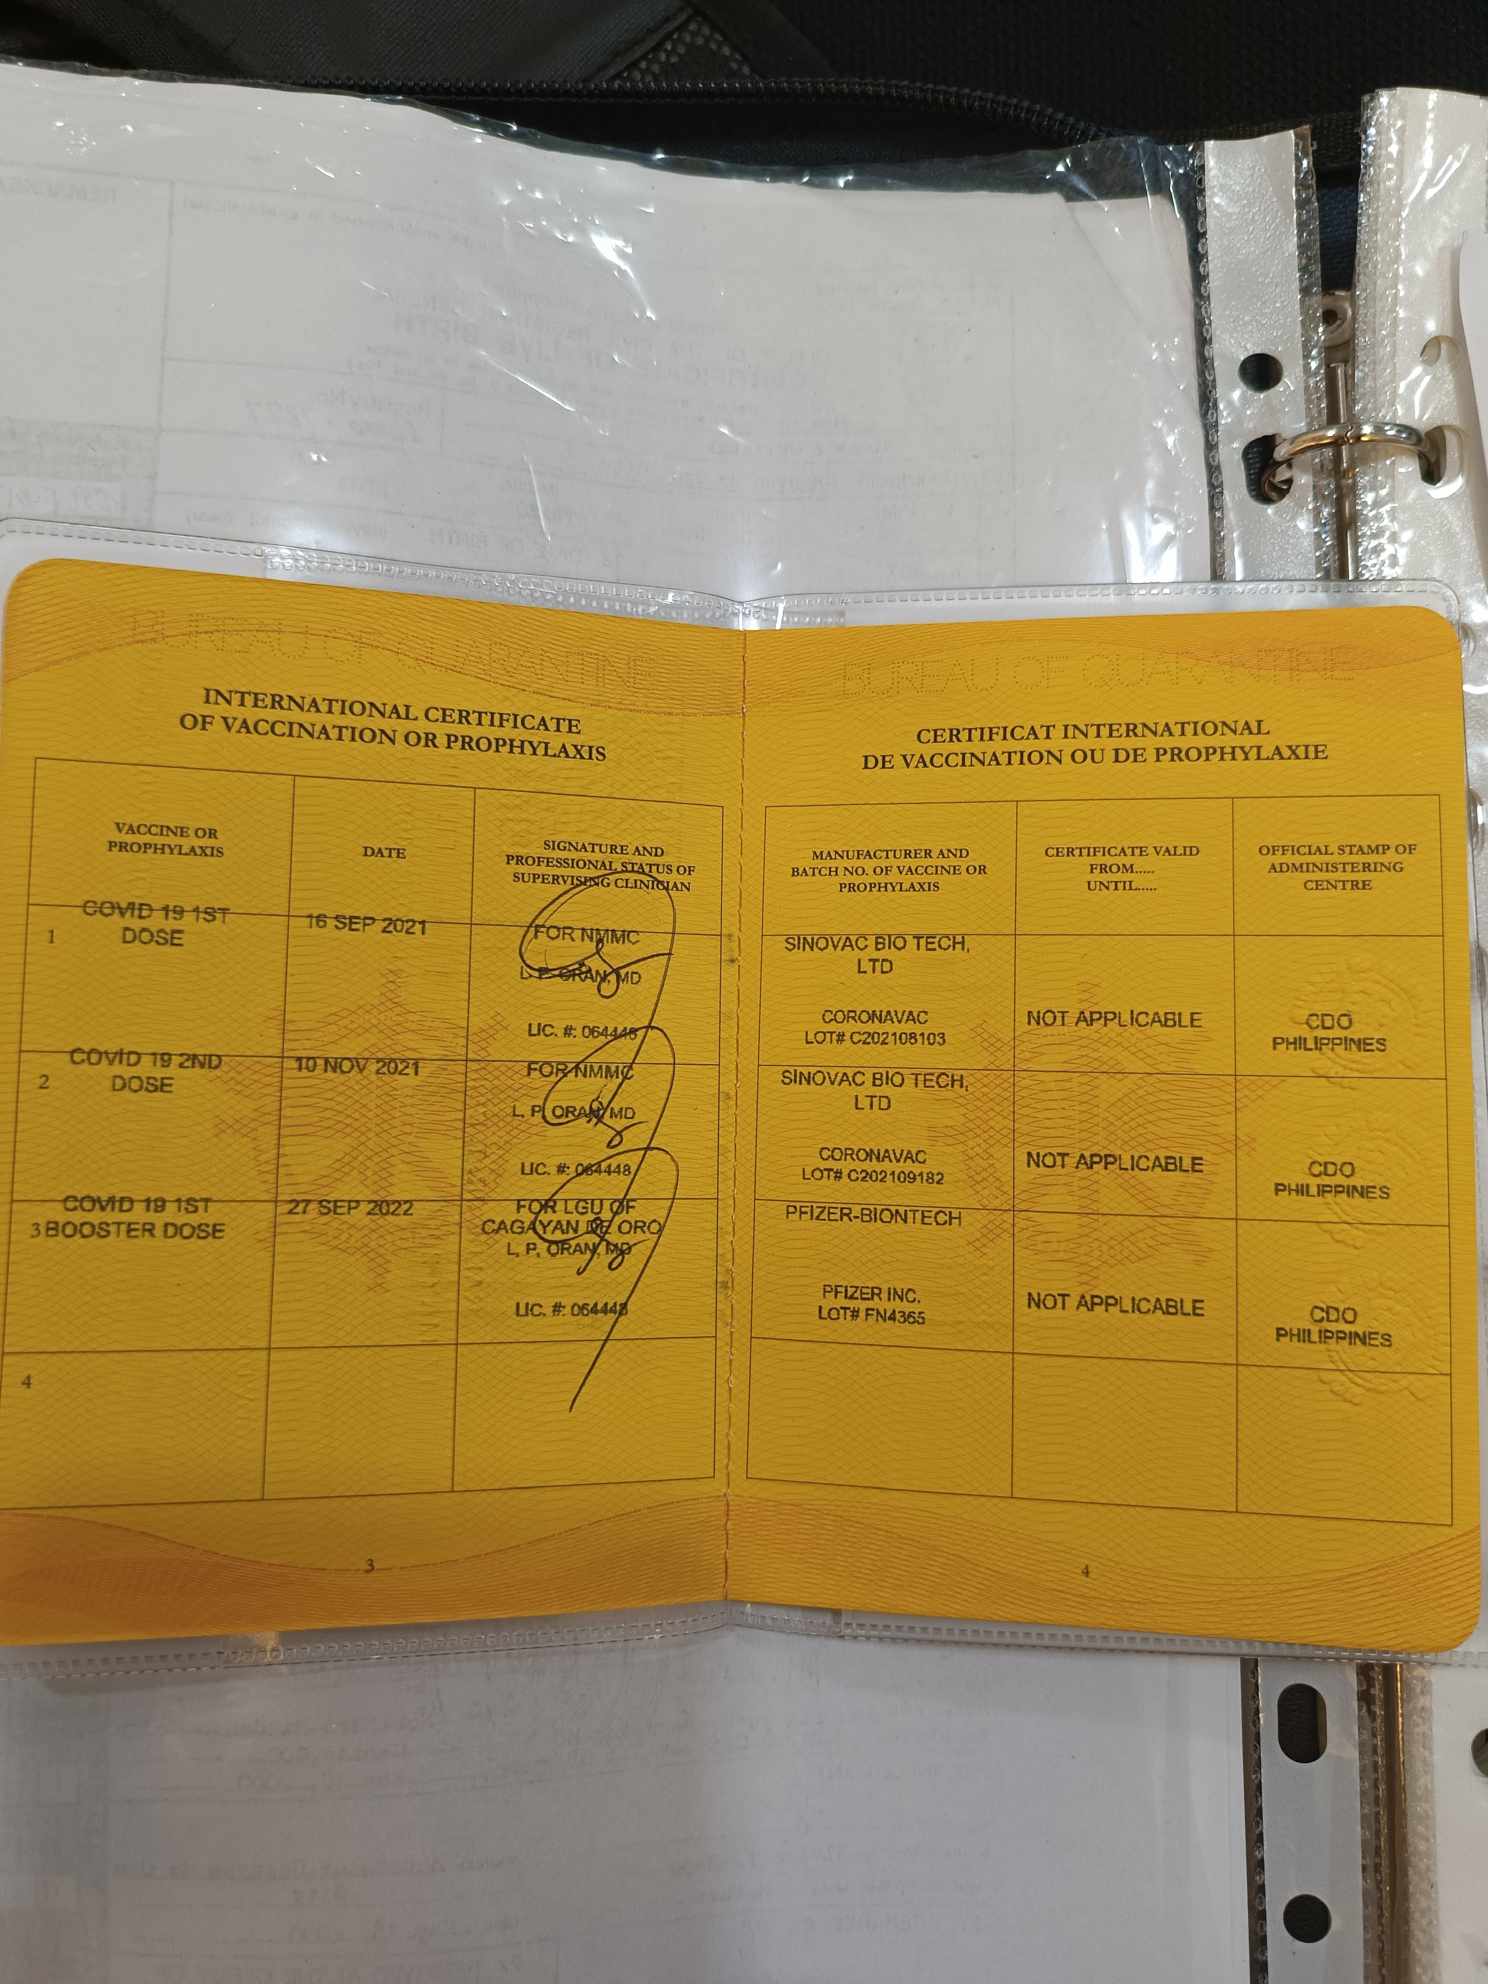 BUREAU OF QUARANTINE
INTERNATIONAL CERTIFICATE
OF VACCINATION OR PROPHYLAXIS
VACCINE OR
PROPHYLAXIS
DATE
SIGNATURE AND
PROFESSIONAL STATUS OF
SUPERVISING CLINICIAN
1
COVID 19 1ST
DOSE
16 SEP 2021
FOR NMMC
L. P. ORAN, MD
LIC. #: 064448
2
COVID 19 2ND
DOSE
10 NOV 2021
FOR NMMC
L. P. ORAN, MD
LIC. #: 064448
COVID 19 1ST
3 BOOSTER DOSE
27 SEP 2022
FOR LGU OF
CAGAYAN DE ORO
L. P. ORAN, MD
LIC. #: 064448
4
3
BUREAU OF QUARANTINE
CERTIFICAT INTERNATIONAL
DE VACCINATION OU DE PROPHYLAXIE
MANUFACTURER AND
BATCH NO. OF VACCINE OR
PROPHYLAXIS
CERTIFICATE VALID
FROM.....
UNTIL.....
OFFICIAL STAMP OF
ADMINISTERING
CENTRE
SINOVAC BIO TECH,
LTD
CORONAVAC
LOT# C202108103
NOT APPLICABLE
CDO
PHILIPPINES
SINOVAC BIO TECH,
LTD
CORONAVAC
LOT# C202109182
NOT APPLICABLE
CDO
PHILIPPINES
PFIZER-BIONTECH
PFIZER INC.
LOT# FN4365
NOT APPLICABLE
CDO
PHILIPPINES
4